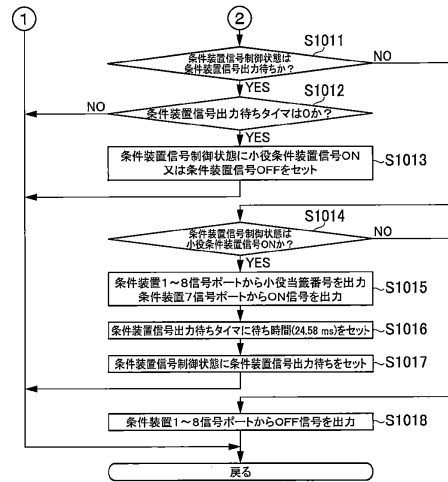 1
2
S1011
条件装置信号制御状態は
条件装置信号出力待ちか?
NO
YES
S1012
NO
条件装置信号出力待ちタイマは0か?
YES
条件装置信号制御状態に小役条件装置信号ON
又は条件装置信号OFFをセット
S1013
S1014
条件装置信号制御状態は
小役条件装置信号ONか?
NO
YES
条件装置1~8信号ポートから小役当籤番号を出力
条件装置7信号ポートからON信号を出力
S1015
条件装置信号出力待ちタイマに待ち時間(24.58 ms)をセット
S1016
条件装置信号制御状態に条件装置信号出力待ちをセット
S1017
条件装置1~8信号ポートからOFF信号を出力
S1018
戻る